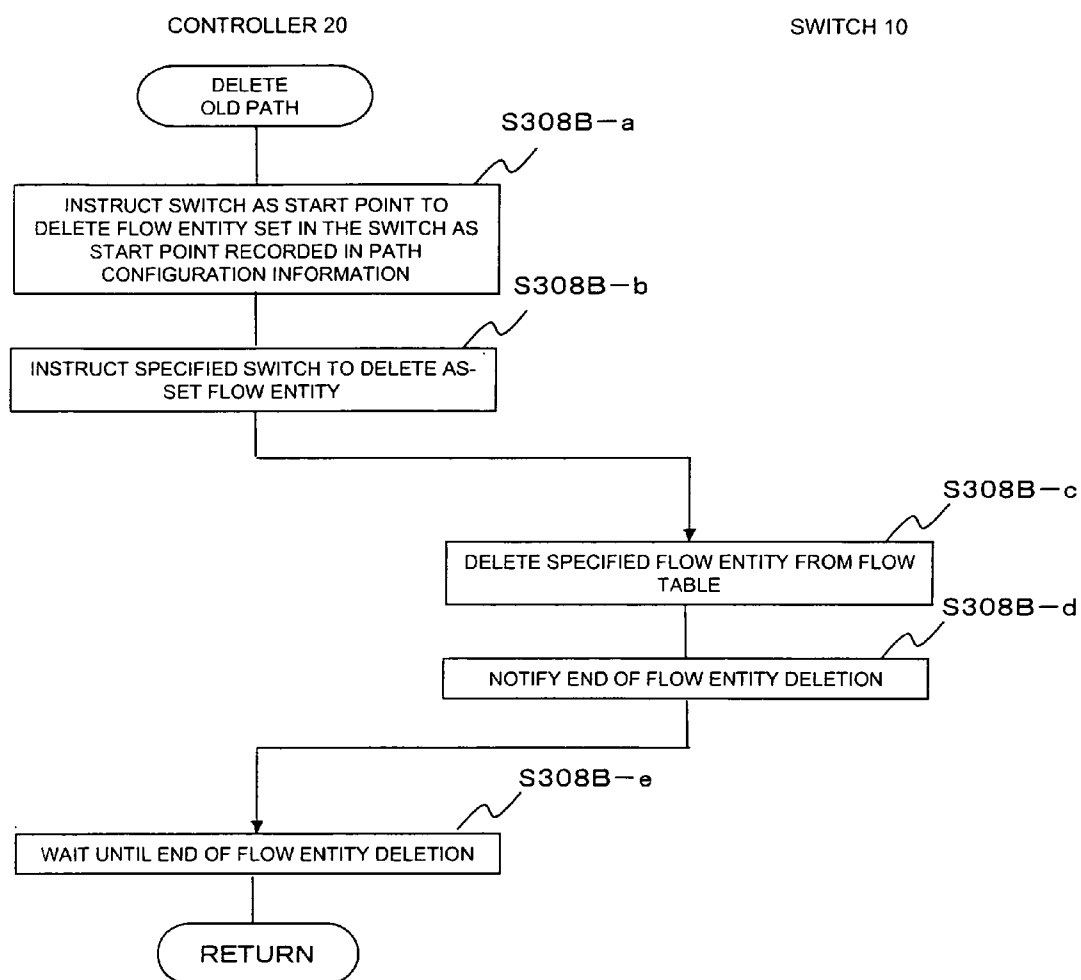 CONTROLLER 20
SWITCH 10
DELETE
OLD PATH
S308B-a
INSTRUCT SWITCH AS START POINT TO
DELETE FLOW ENTITY SET IN THE SWITCH AS
START POINT RECORDED IN PATH
CONFIGURATION INFORMATION
S308B-b
INSTRUCT SPECIFIED SWITCH TO DELETE AS-
SET FLOW ENTITY
S308B-c
DELETE SPECIFIED FLOW ENTITY FROM FLOW
TABLE
S308B-d
NOTIFY END OF FLOW ENTITY DELETION
S308B-e
WAIT UNTIL END OF FLOW ENTITY DELETION
RETURN